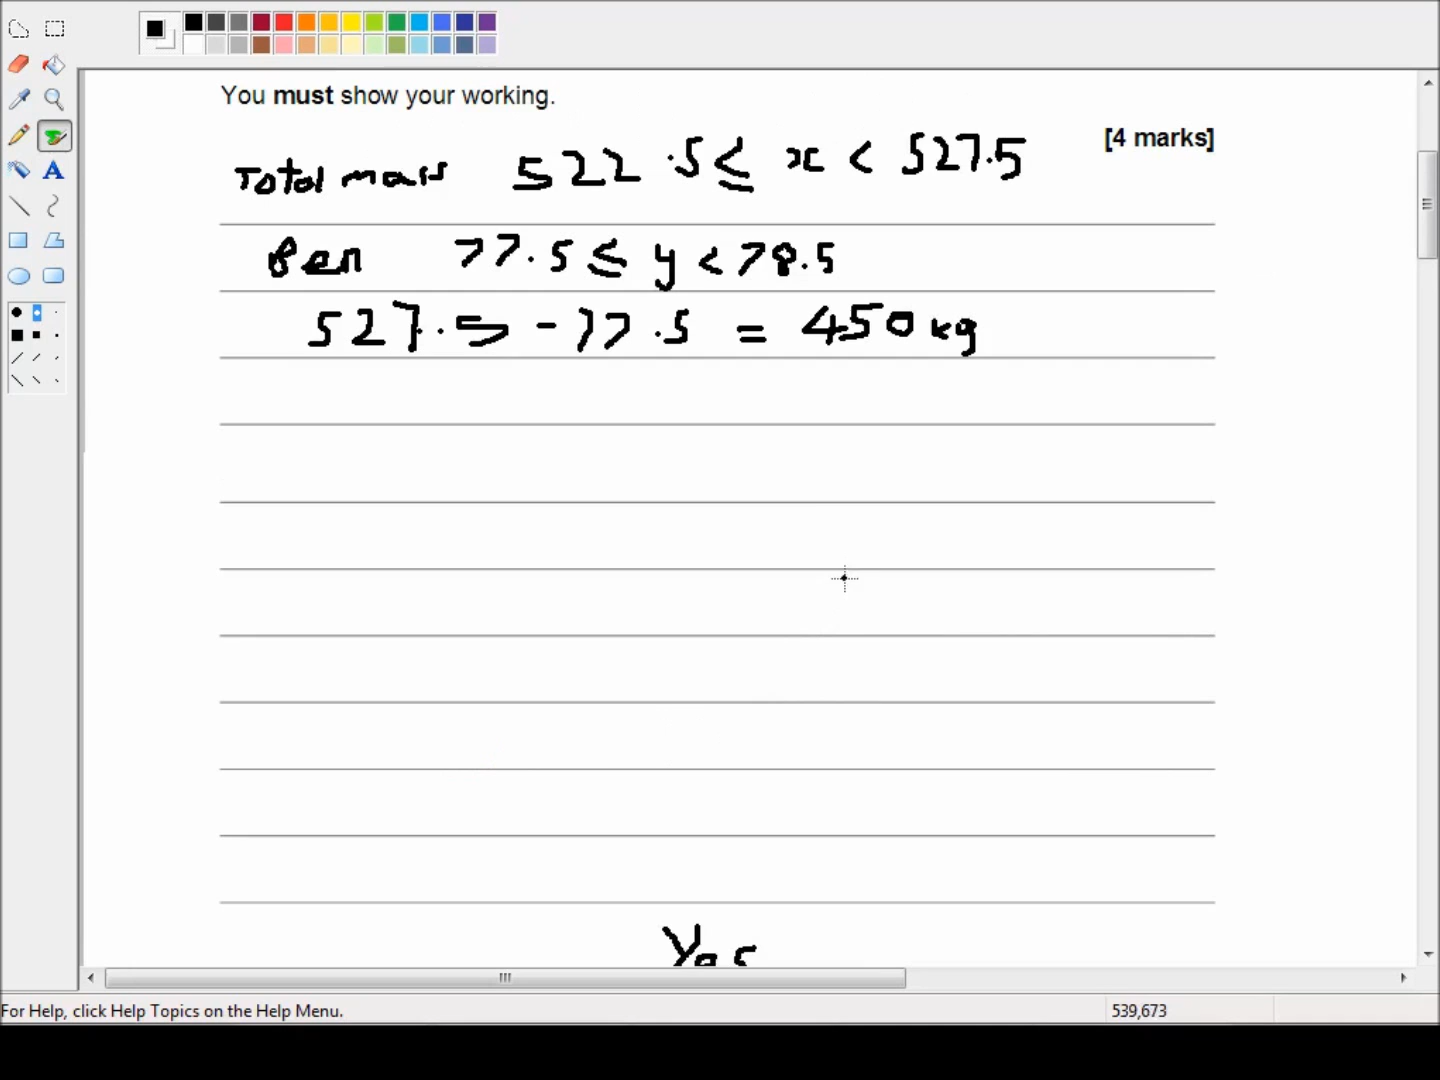 You must show your working.
[4 marks]
Total mass 522.5 ≤ x < 527.5
Ben 77.5 ≤ y < 78.5
527.5 - 77.5 = 450 kg
Yes
For Help, click Help Topics on the Help Menu.
539,673